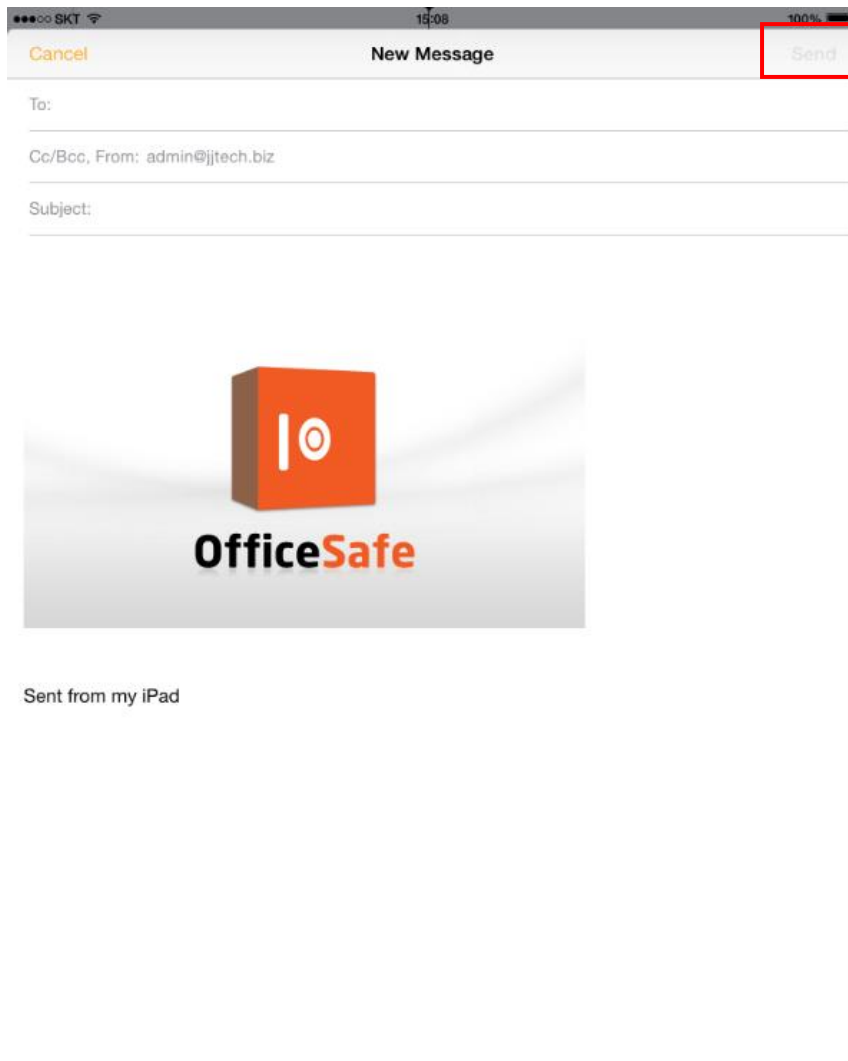 SKT 15:08 100%
Cancel New Message Send
To:
Cc/Bcc, From: admin@jjtech.biz
Subject:
OfficeSafe
Sent from my iPad